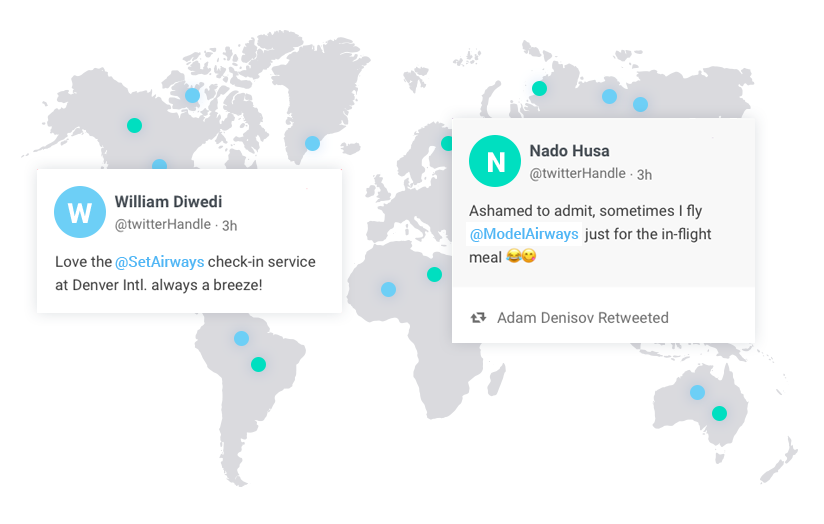 W
William Diwedi
@twitterHandle · 3h
Love the @SetAirways check-in service
at Denver Intl. always a breeze!
N
Nado Husa
@twitterHandle · 3h
Ashamed to admit, sometimes I fly
@ModelAirways just for the in-flight
meal 😂😋
Adam Denisov Retweeted